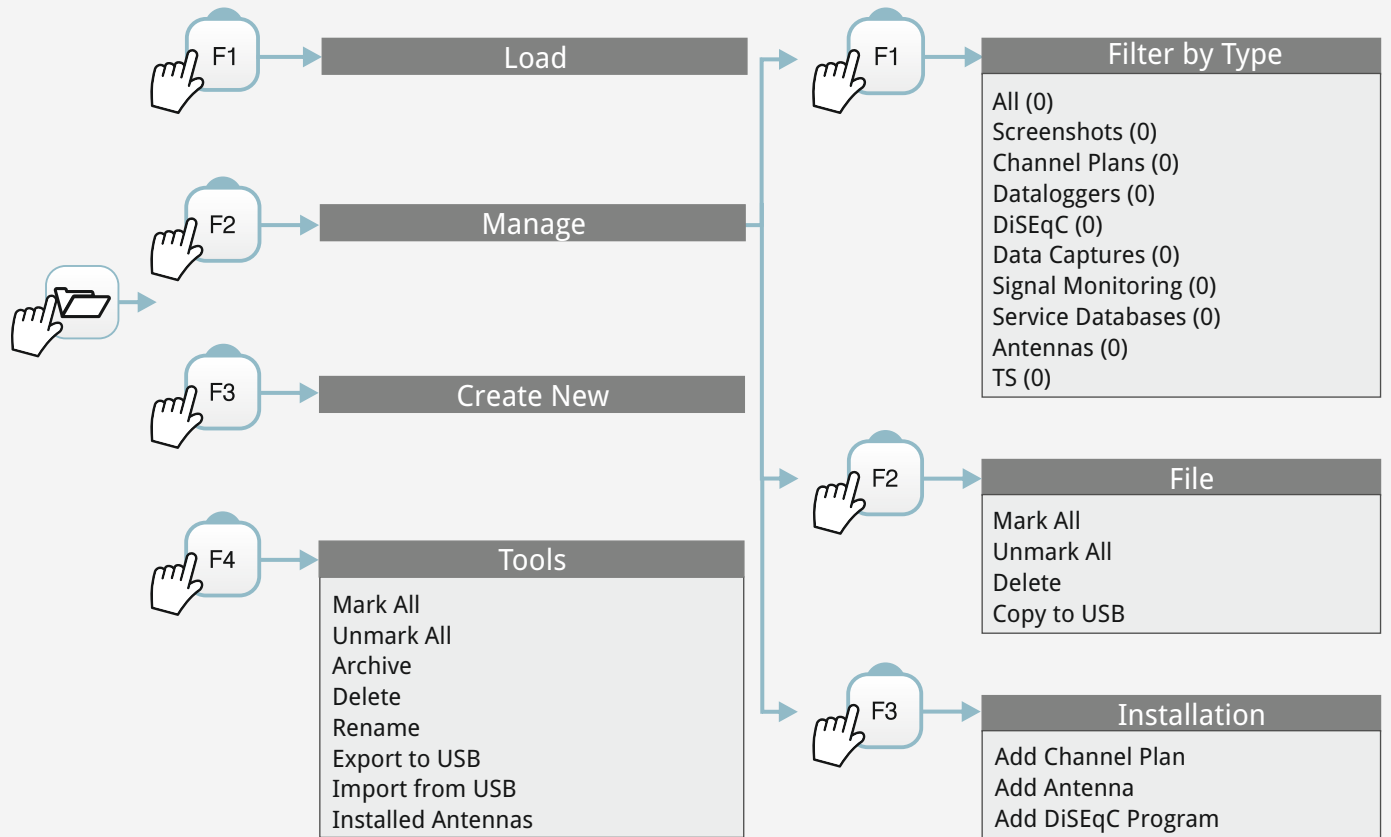 F1
Load
F2
Manage
F3
Create New
F4
Tools
Mark All
Unmark All
Archive
Delete
Rename
Export to USB
Import from USB
Installed Antennas
F1
Filter by Type
All (0)
Screenshots (0)
Channel Plans (0)
Dataloggers (0)
DiSEqC (0)
Data Captures (0)
Signal Monitoring (0)
Service Databases (0)
Antennas (0)
TS (0)
F2
File
Mark All
Unmark All
Delete
Copy to USB
F3
Installation
Add Channel Plan
Add Antenna
Add DiSEqC Program